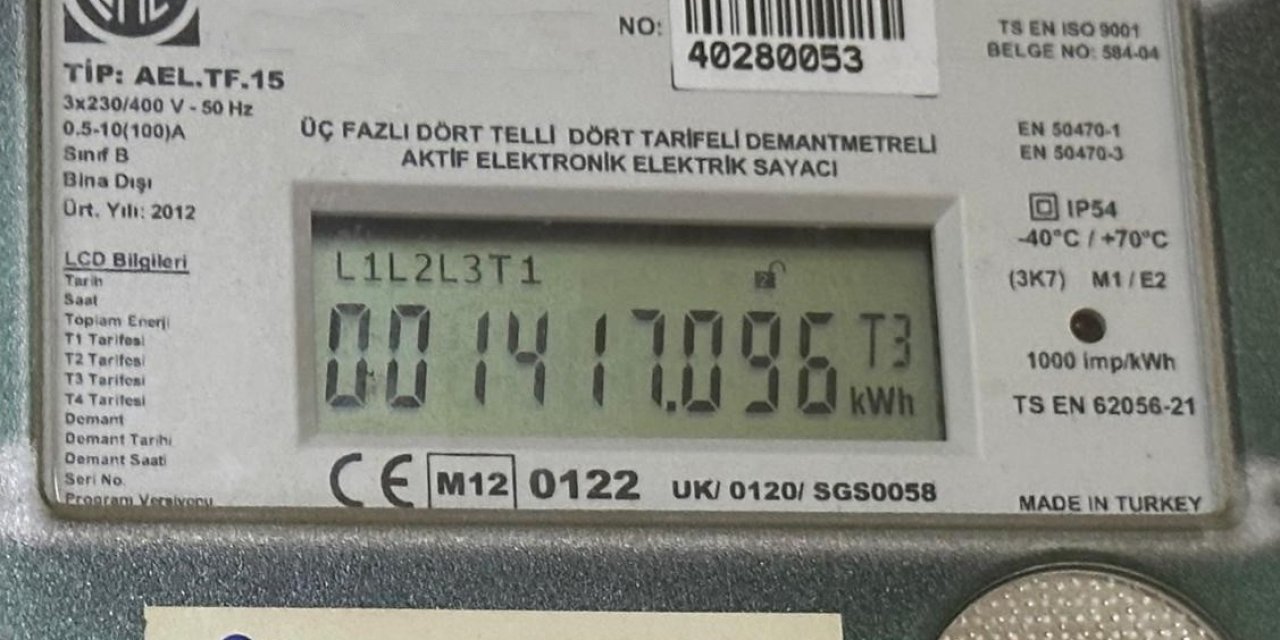 NO:
40280053
TS EN ISO 9001
BELGE NO: 584-04
TİP: AEL.TF.15
3x230/400 V - 50 Hz
0.5-10(100)A
Sınıf B
Bina Dışı
Ürt. Yılı: 2012
ÜÇ FAZLI DÖRT TELLİ DÖRT TARİFELİ DEMANTMETRELİ
AKTİF ELEKTRONİK ELEKTRİK SAYACI
EN 50470-1
EN 50470-3
IP54
-40°C / +70°C
(3K7) M1 / E2
1000 imp/kWh
TS EN 62056-21
LCD Bilgileri
Tarih
Saat
Toplam Enerji
T1 Tarifesi
T2 Tarifesi
T3 Tarifesi
T4 Tarifesi
Demant
Demant Tarihi
Demant Saati
Seri No.
Program Versiyonu
L1L2L3T1
001417.096 T3
kWh
CE M12 0122 UK/ 0120/ SGS0058
MADE IN TURKEY